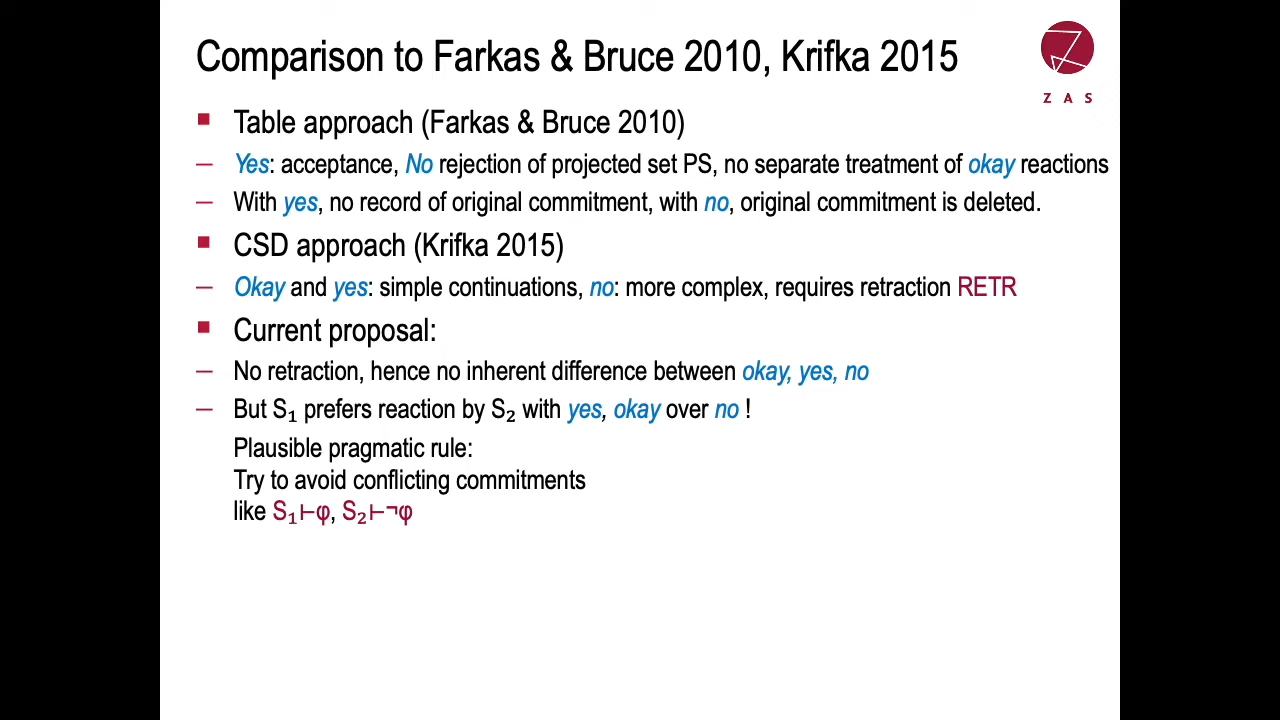 Comparison to Farkas & Bruce 2010, Krifka 2015
Z A S
■ Table approach (Farkas & Bruce 2010)
– Yes: acceptance, No rejection of projected set PS, no separate treatment of okay reactions
– With yes, no record of original commitment, with no, original commitment is deleted.
■ CSD approach (Krifka 2015)
– Okay and yes: simple continuations, no: more complex, requires retraction RETR
■ Current proposal:
– No retraction, hence no inherent difference between okay, yes, no
– But S₁ prefers reaction by S₂ with yes, okay over no !
Plausible pragmatic rule:
Try to avoid conflicting commitments
like S₁⊢φ, S₂⊢¬φ